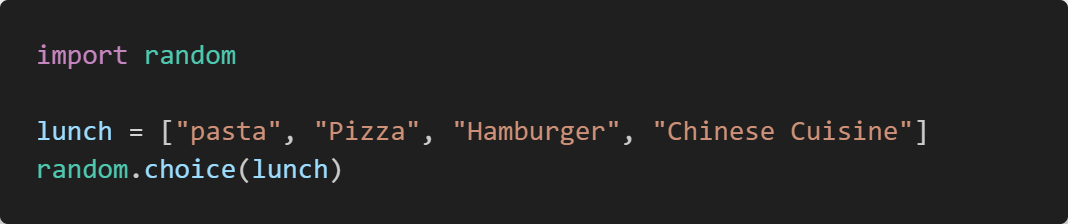 import random
lunch = ["pasta", "Pizza", "Hamburger", "Chinese Cuisine"]
random.choice(lunch)